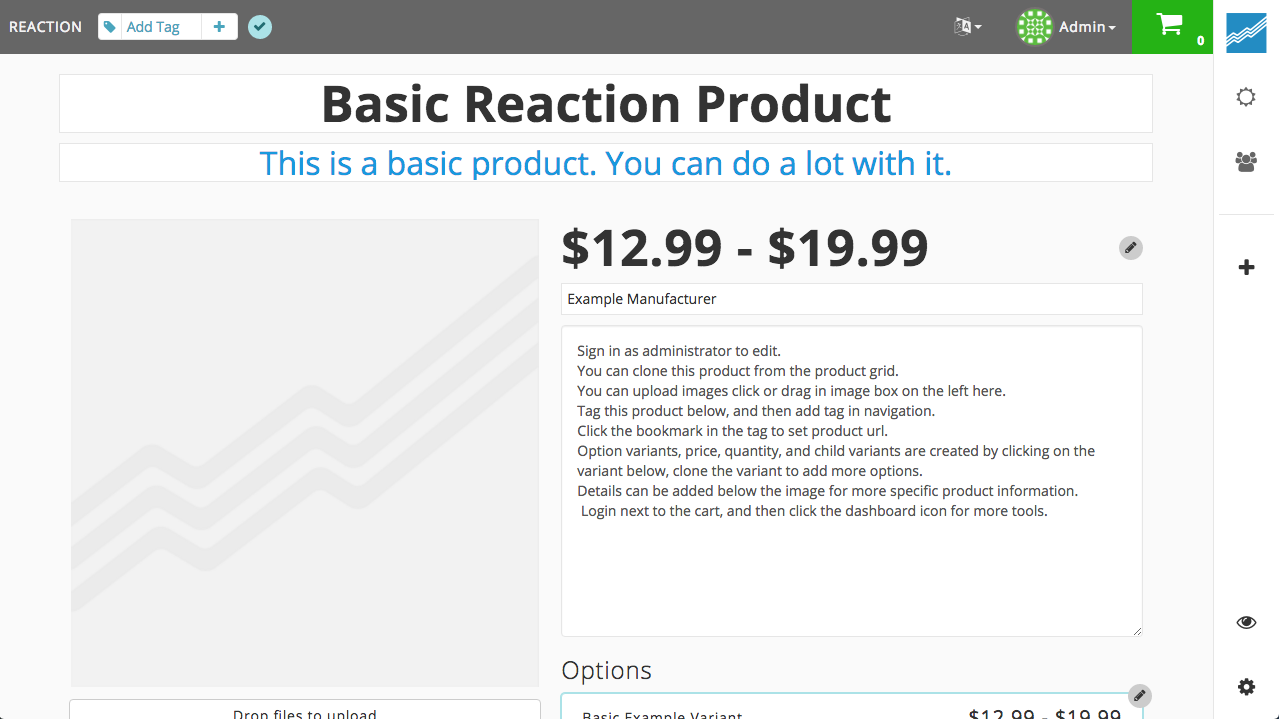 REACTION
Add Tag
Admin
0
Basic Reaction Product
This is a basic product. You can do a lot with it.
$12.99 - $19.99
Example Manufacturer
Sign in as administrator to edit.
You can clone this product from the product grid.
You can upload images click or drag in image box on the left here.
Tag this product below, and then add tag in navigation.
Click the bookmark in the tag to set product url.
Option variants, price, quantity, and child variants are created by clicking on the
variant below, clone the variant to add more options.
Details can be added below the image for more specific product information.
Login next to the cart, and then click the dashboard icon for more tools.
Options
Drop files to upload
Basic Example Variant
$12.99 - $19.99